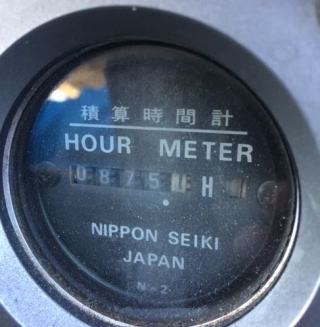 積算時間計
HOUR METER
0875 H
NIPPON SEIKI
JAPAN
N-2